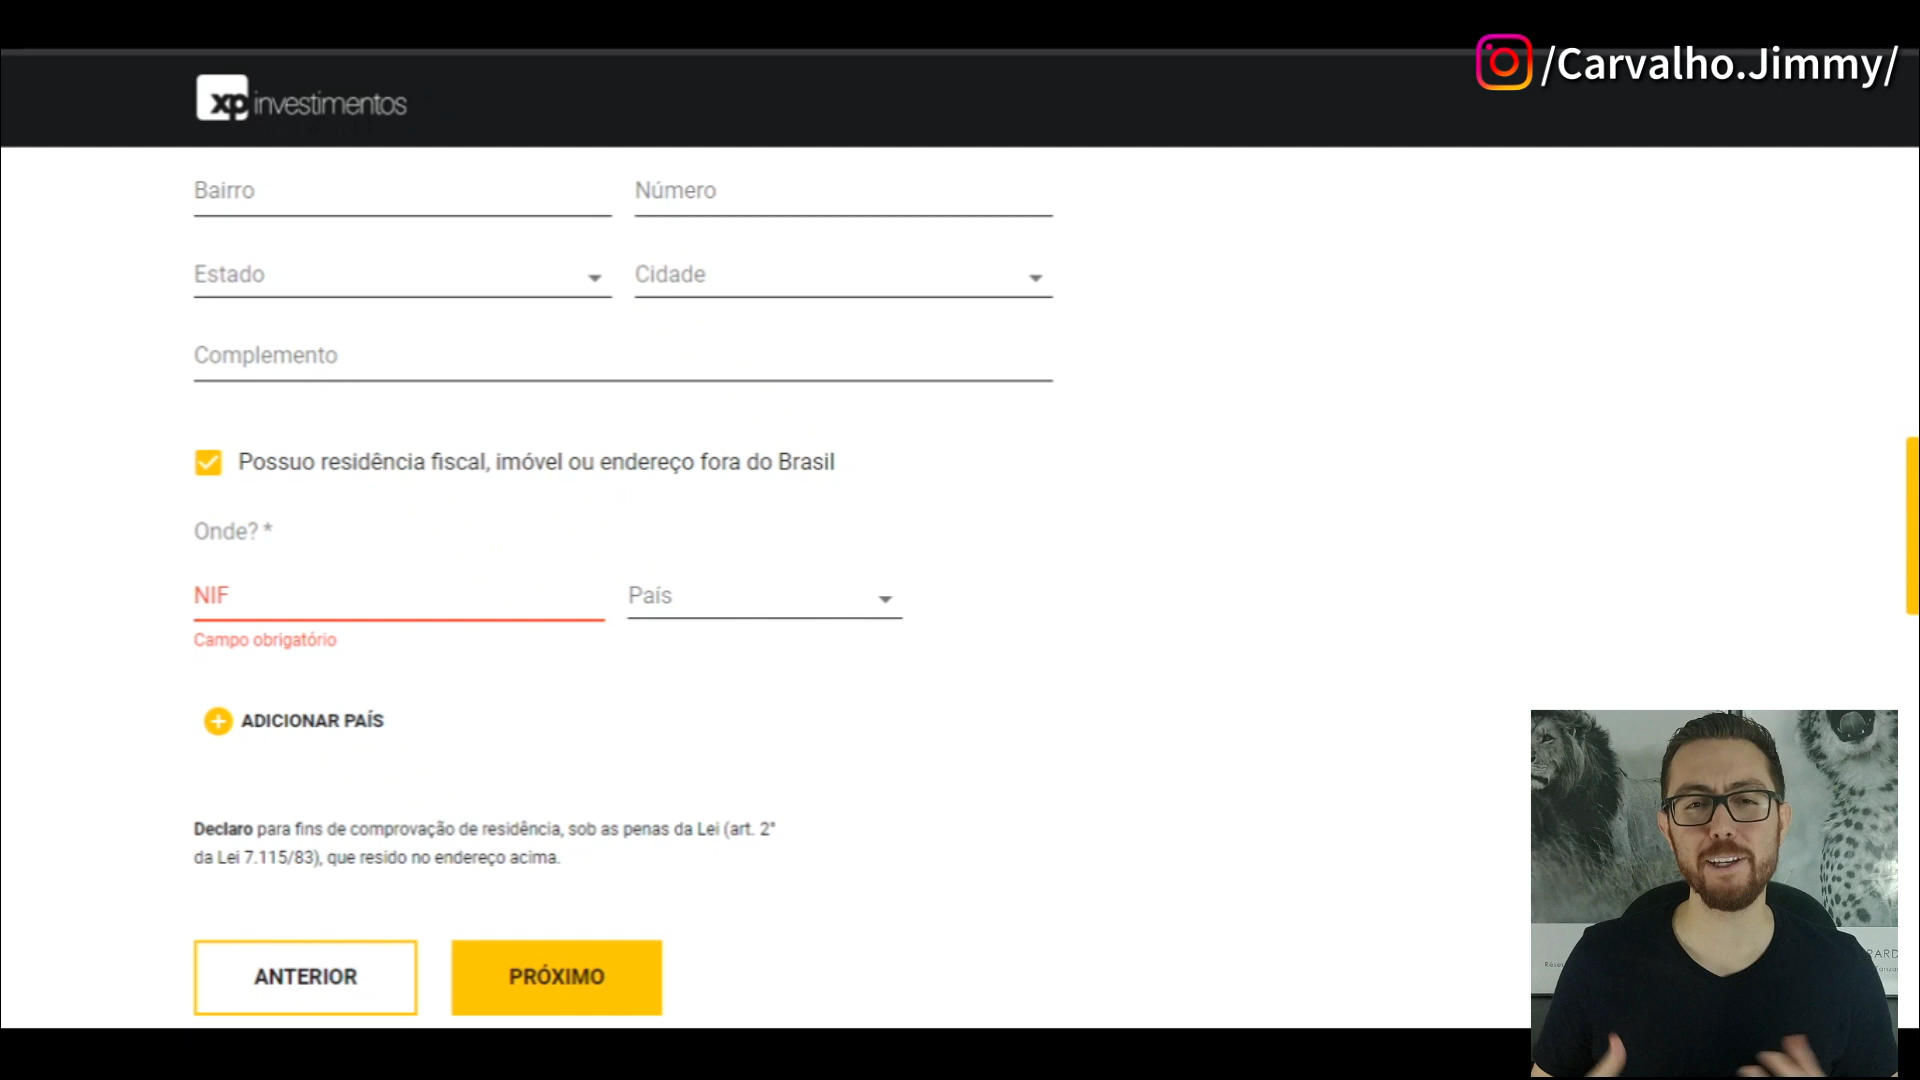 /Carvalho.Jimmy/
xp investimentos
Bairro
Número
Estado
Cidade
Complemento
Possuo residência fiscal, imóvel ou endereço fora do Brasil
Onde? *
NIF
País
Campo obrigatório
ADICIONAR PAÍS
Declaro para fins de comprovação de residência, sob as penas da Lei (art. 2°
da Lei 7.115/83), que resido no endereço acima.
ANTERIOR
PRÓXIMO